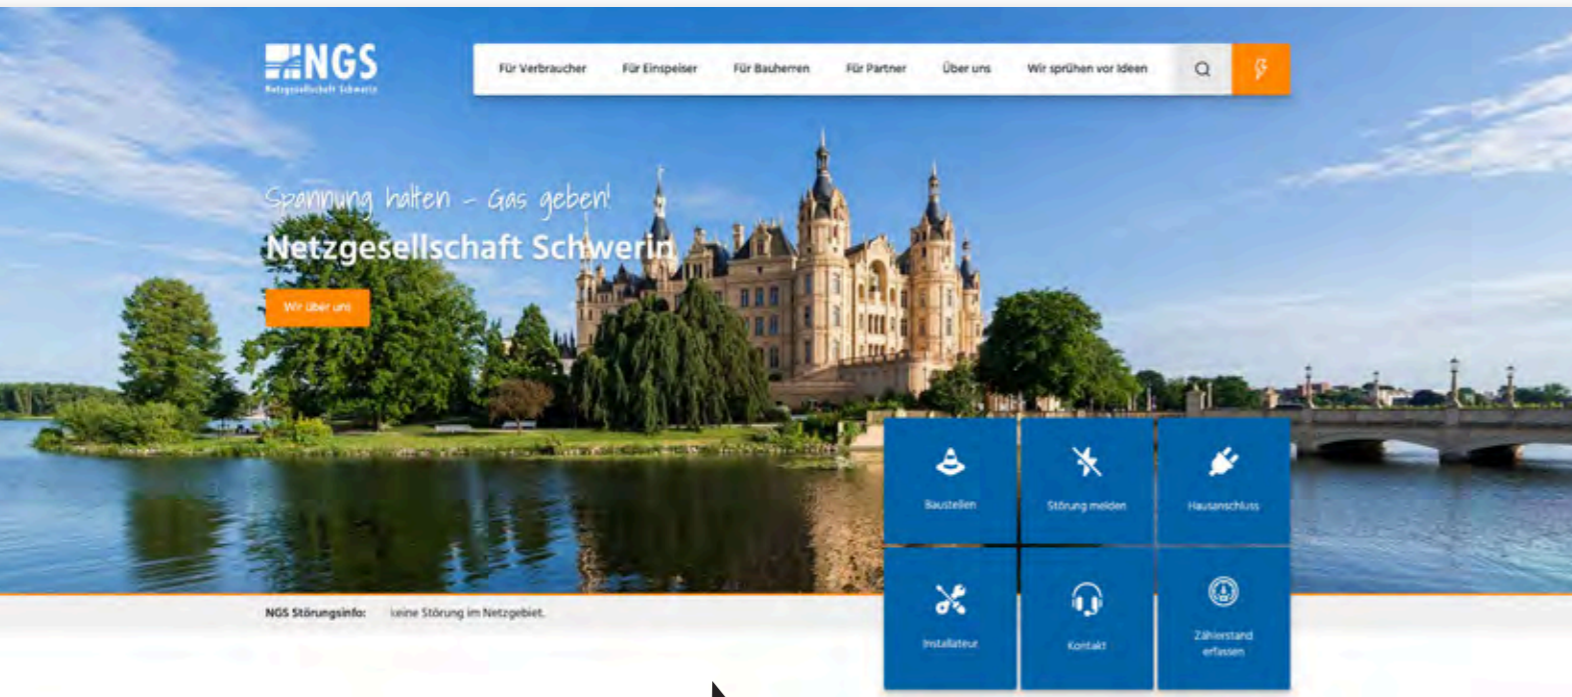 NGS
Netzgesellschaft Schwerin
Für Verbraucher
Für Einspeiser
Für Bauherren
Für Partner
Über uns
Wir sprühen vor Ideen
Spannung halten – Gas geben!
Netzgesellschaft Schwerin
Wir über uns
Baustellen
Störung melden
Hausanschluss
Installateur
Kontakt
Zählerstand
erfassen
NGS Störungsinfo: keine Störung im Netzgebiet.